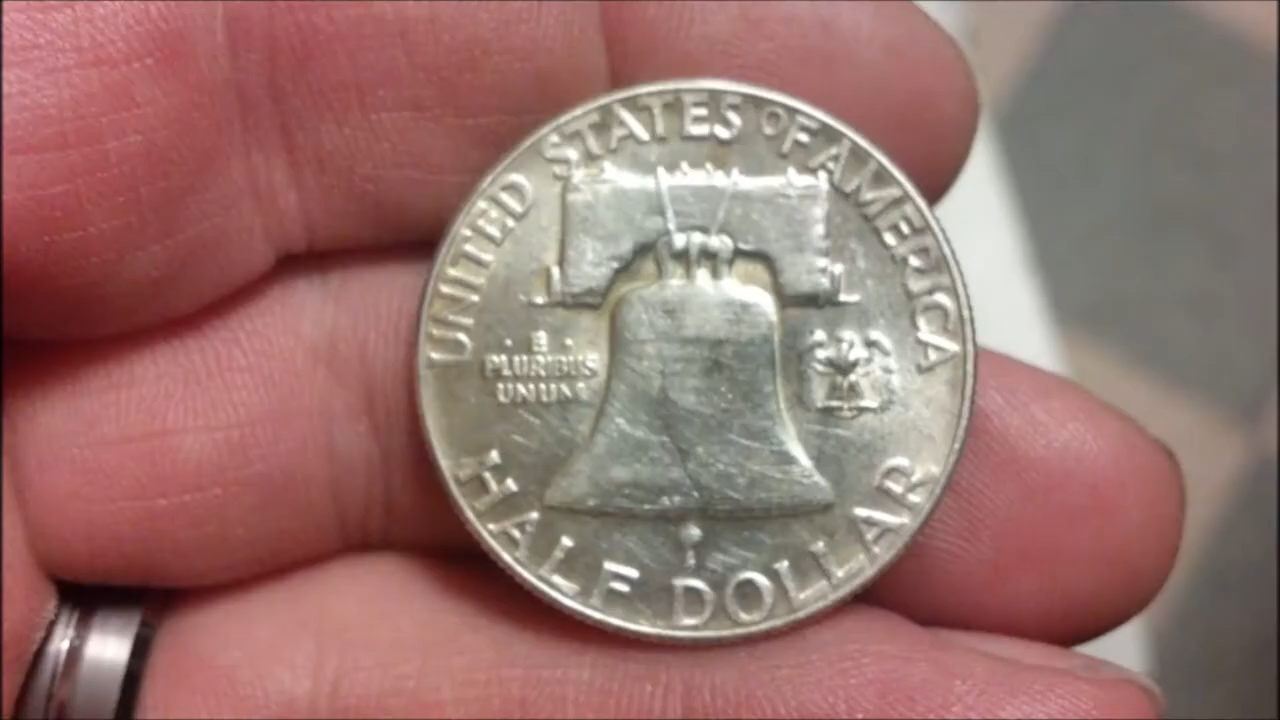 UNITED STATES OF AMERICA
· E ·
PLURIBUS
UNUM
HALF DOLLAR